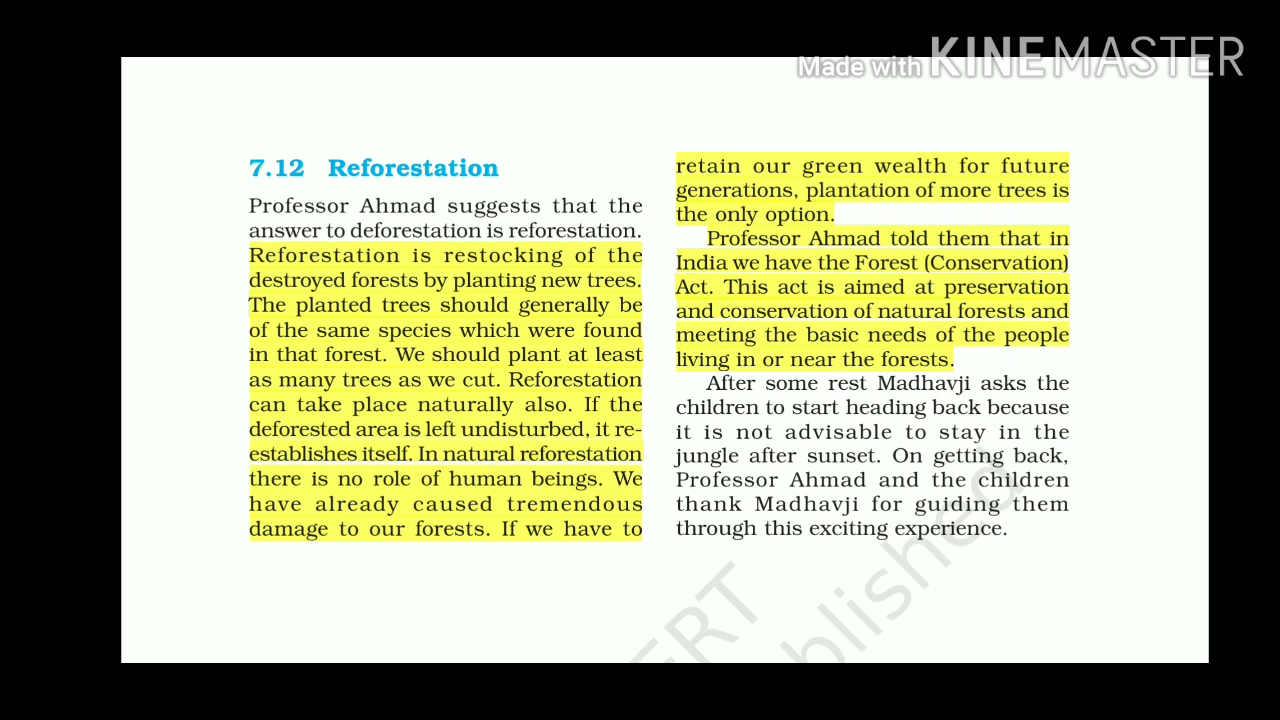 Made with KINEMASTER
7.12 Reforestation
Professor Ahmad suggests that the
answer to deforestation is reforestation.
Reforestation is restocking of the
destroyed forests by planting new trees.
The planted trees should generally be
of the same species which were found
in that forest. We should plant at least
as many trees as we cut. Reforestation
can take place naturally also. If the
deforested area is left undisturbed, it re-
establishes itself. In natural reforestation
there is no role of human beings. We
have already caused tremendous
damage to our forests. If we have to
retain our green wealth for future
generations, plantation of more trees is
the only option.
Professor Ahmad told them that in
India we have the Forest (Conservation)
Act. This act is aimed at preservation
and conservation of natural forests and
meeting the basic needs of the people
living in or near the forests.
After some rest Madhavji asks the
children to start heading back because
it is not advisable to stay in the
jungle after sunset. On getting back,
Professor Ahmad and the children
thank Madhavji for guiding them
through this exciting experience.